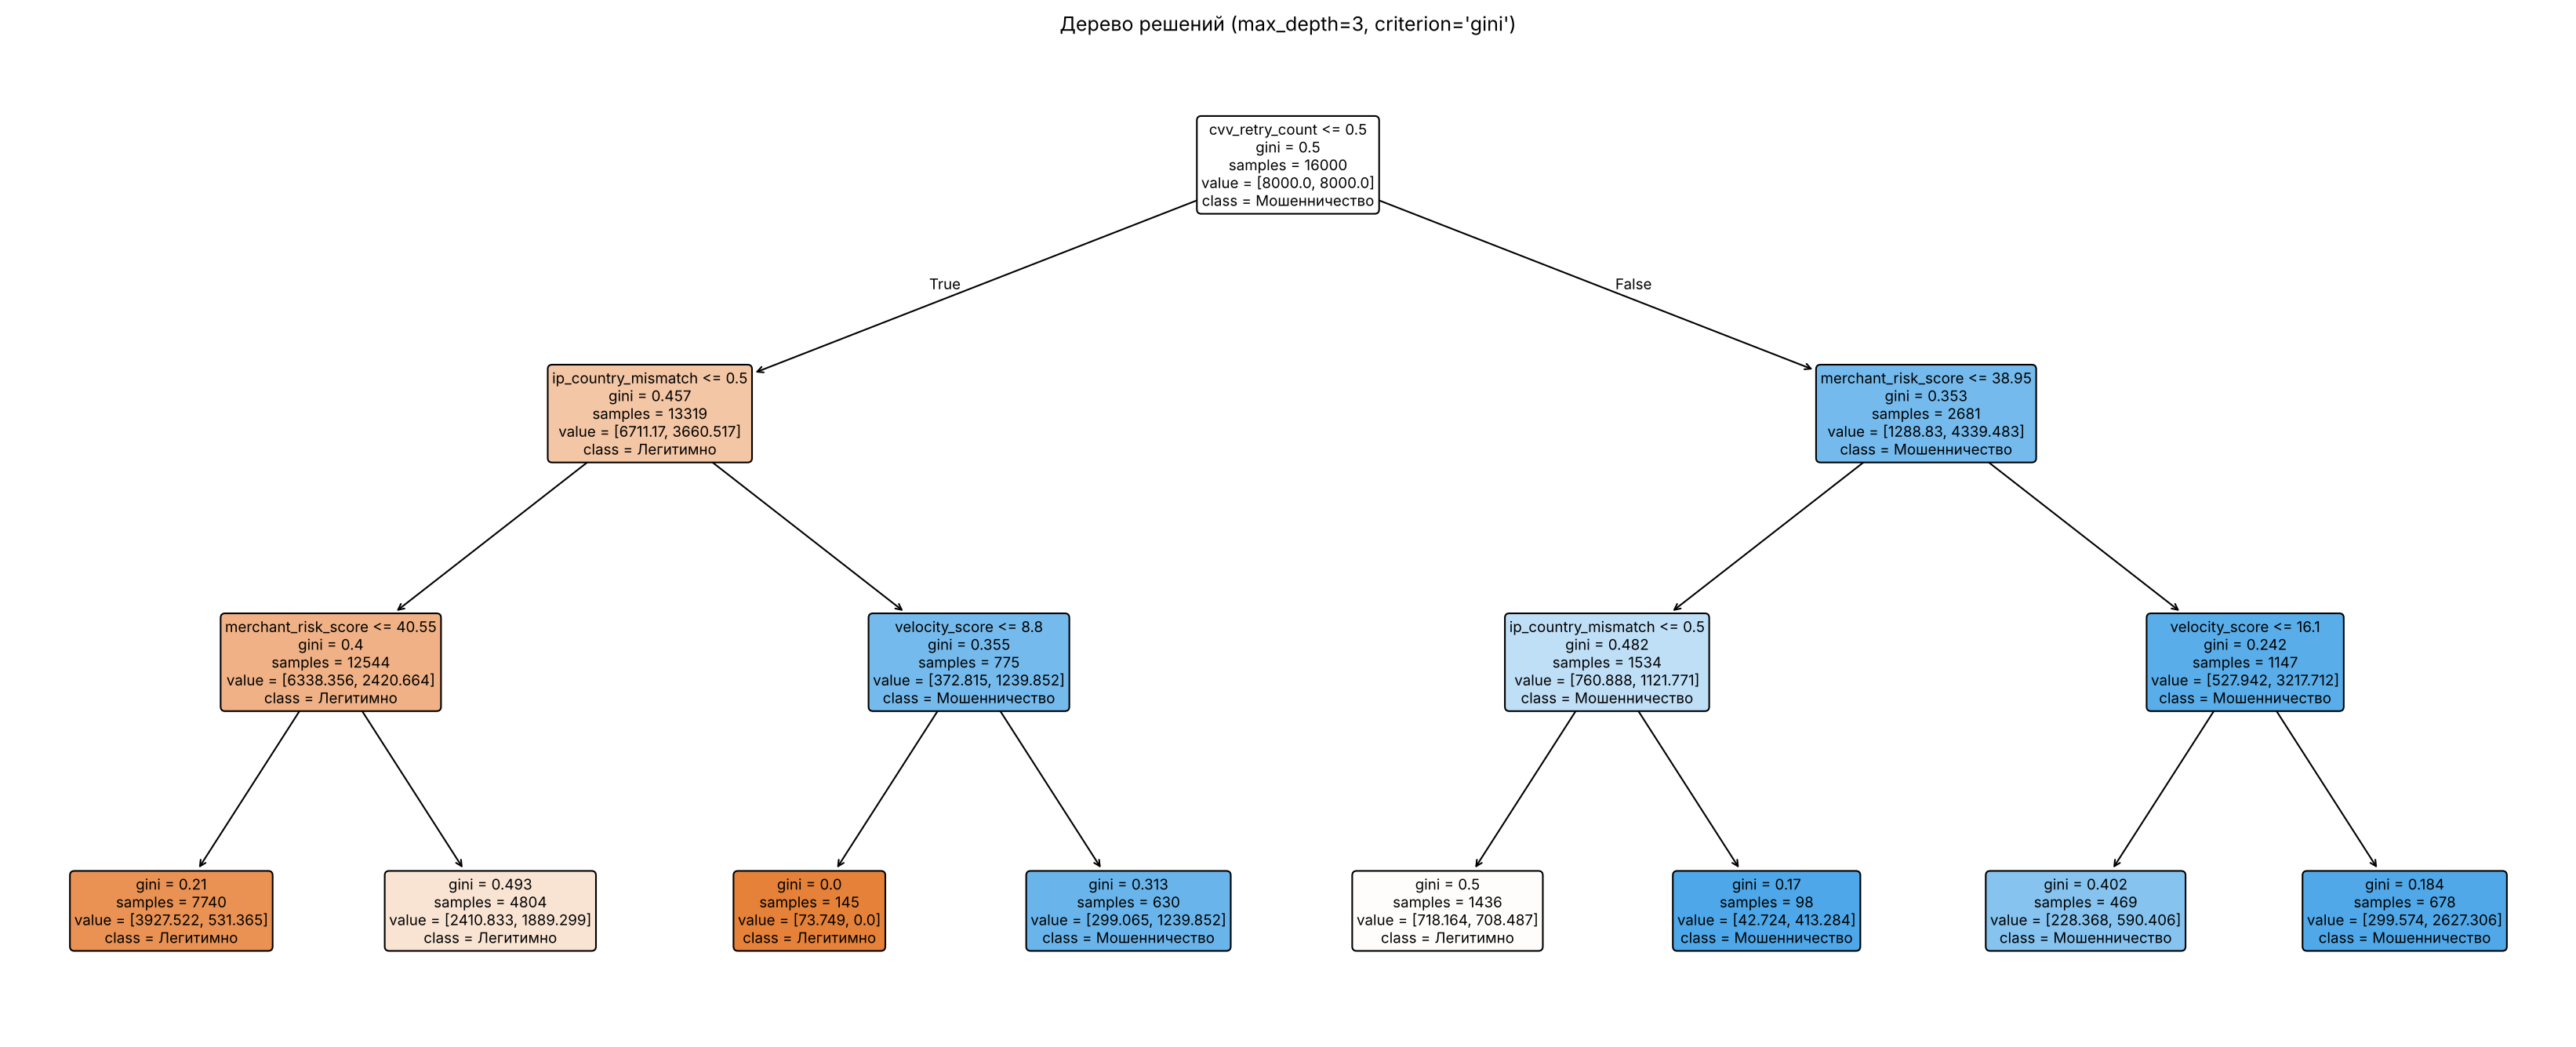 Дерево решений (max_depth=3, criterion='gini')
cvv_retry_count <= 0.5
gini = 0.5
samples = 16000
value = [8000.0, 8000.0]
class = Мошенничество
True
False
ip_country_mismatch <= 0.5
gini = 0.457
samples = 13319
value = [6711.17, 3660.517]
class = Легитимно
merchant_risk_score <= 38.95
gini = 0.353
samples = 2681
value = [1288.83, 4339.483]
class = Мошенничество
merchant_risk_score <= 40.55
gini = 0.4
samples = 12544
value = [6338.356, 2420.664]
class = Легитимно
velocity_score <= 8.8
gini = 0.355
samples = 775
value = [372.815, 1239.852]
class = Мошенничество
ip_country_mismatch <= 0.5
gini = 0.482
samples = 1534
value = [760.888, 1121.771]
class = Мошенничество
velocity_score <= 16.1
gini = 0.242
samples = 1147
value = [527.942, 3217.712]
class = Мошенничество
gini = 0.21
samples = 7740
value = [3927.522, 531.365]
class = Легитимно
gini = 0.493
samples = 4804
value = [2410.833, 1889.299]
class = Легитимно
gini = 0.0
samples = 145
value = [73.749, 0.0]
class = Легитимно
gini = 0.313
samples = 630
value = [299.065, 1239.852]
class = Мошенничество
gini = 0.5
samples = 1436
value = [718.164, 708.487]
class = Легитимно
gini = 0.17
samples = 98
value = [42.724, 413.284]
class = Мошенничество
gini = 0.402
samples = 469
value = [228.368, 590.406]
class = Мошенничество
gini = 0.184
samples = 678
value = [299.574, 2627.306]
class = Мошенничество